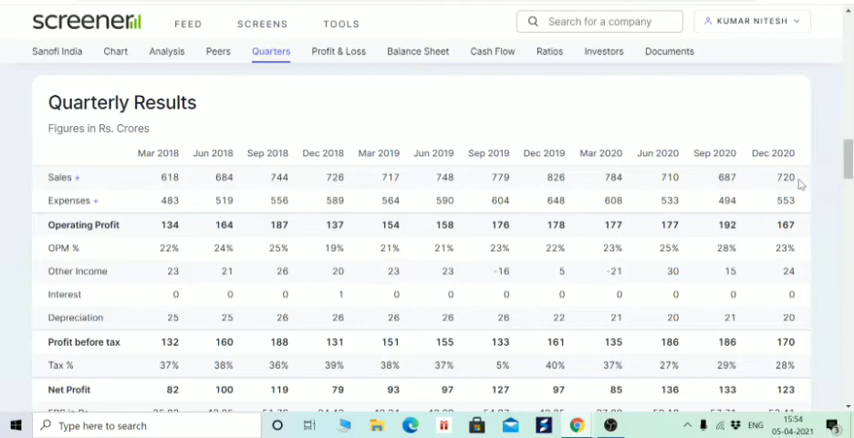 screener
FEED SCREENS TOOLS
Search for a company
KUMAR NITESH
Sanofi India Chart Analysis Peers Quarters Profit & Loss Balance Sheet Cash Flow Ratios Investors Documents
Quarterly Results
Figures in Rs. Crores
Mar 2018 Jun 2018 Sep 2018 Dec 2018 Mar 2019 Jun 2019 Sep 2019 Dec 2019 Mar 2020 Jun 2020 Sep 2020 Dec 2020
Sales + 618 684 744 726 717 748 779 826 784 710 687 720
Expenses + 483 519 556 589 564 590 604 648 608 533 494 553
Operating Profit 134 164 187 137 154 158 176 178 177 177 192 167
OPM % 22% 24% 25% 19% 21% 21% 23% 22% 23% 25% 28% 23%
Other Income 23 21 26 20 23 23 -16 5 -21 30 15 24
Interest 0 0 0 1 0 0 0 0 0 0 0 0
Depreciation 25 25 26 26 26 26 26 22 21 20 21 20
Profit before tax 132 160 188 131 151 155 133 161 135 186 186 170
Tax % 37% 38% 36% 39% 38% 37% 5% 40% 37% 27% 29% 28%
Net Profit 82 100 119 79 93 97 127 97 85 136 133 123
Type here to search
ENG
15:54
05-04-2021
3